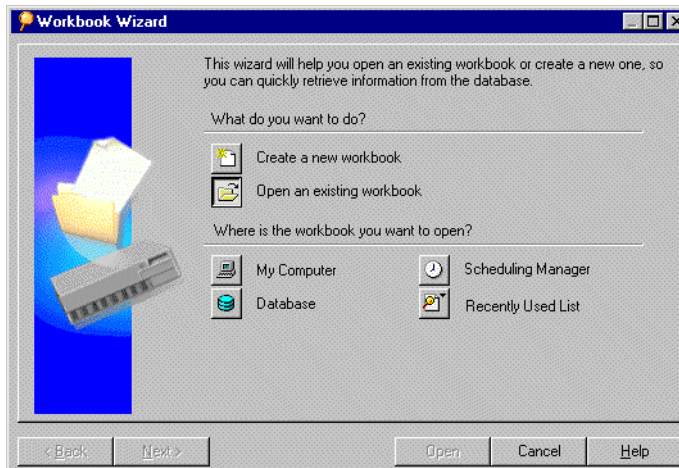 Workbook Wizard
This wizard will help you open an existing workbook or create a new one, so
you can quickly retrieve information from the database.
What do you want to do?
Create a new workbook
Open an existing workbook
Where is the workbook you want to open?
My Computer
Scheduling Manager
Database
Recently Used List
< Back
Next >
Open
Cancel
Help